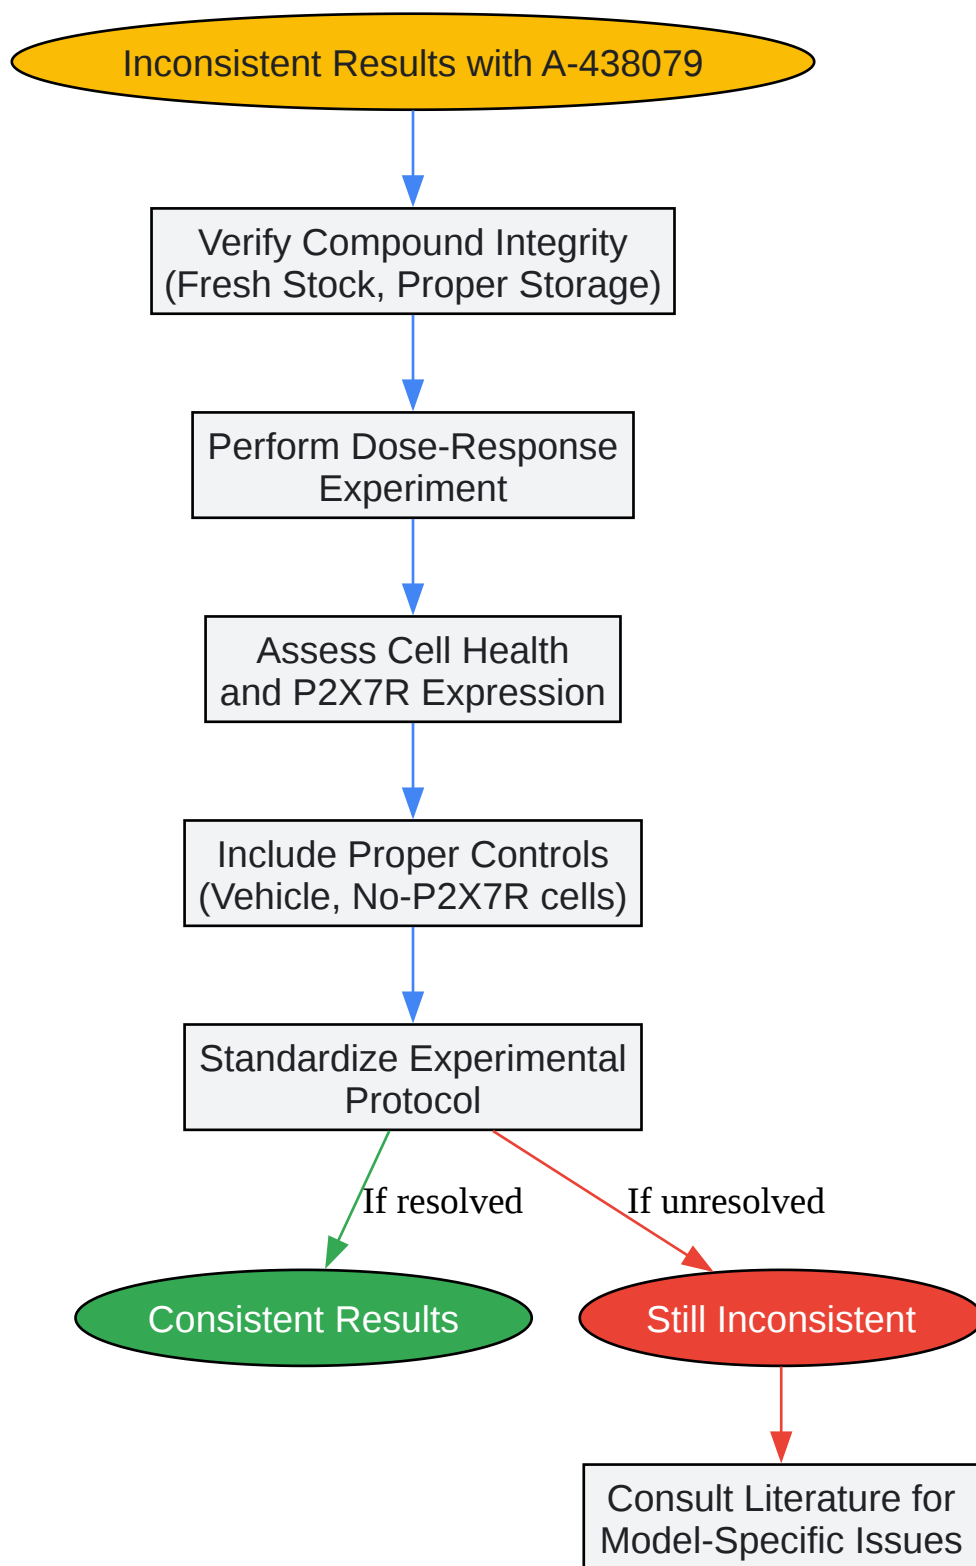 Inconsistent Results with A-438079
Verify Compound Integrity
(Fresh Stock, Proper Storage)
Perform Dose-Response
Experiment
Assess Cell Health
and P2X7R Expression
Include Proper Controls
(Vehicle, No-P2X7R cells)
Standardize Experimental
Protocol
If resolved
If unresolved
Consistent Results
Still Inconsistent
Consult Literature for
Model-Specific Issues